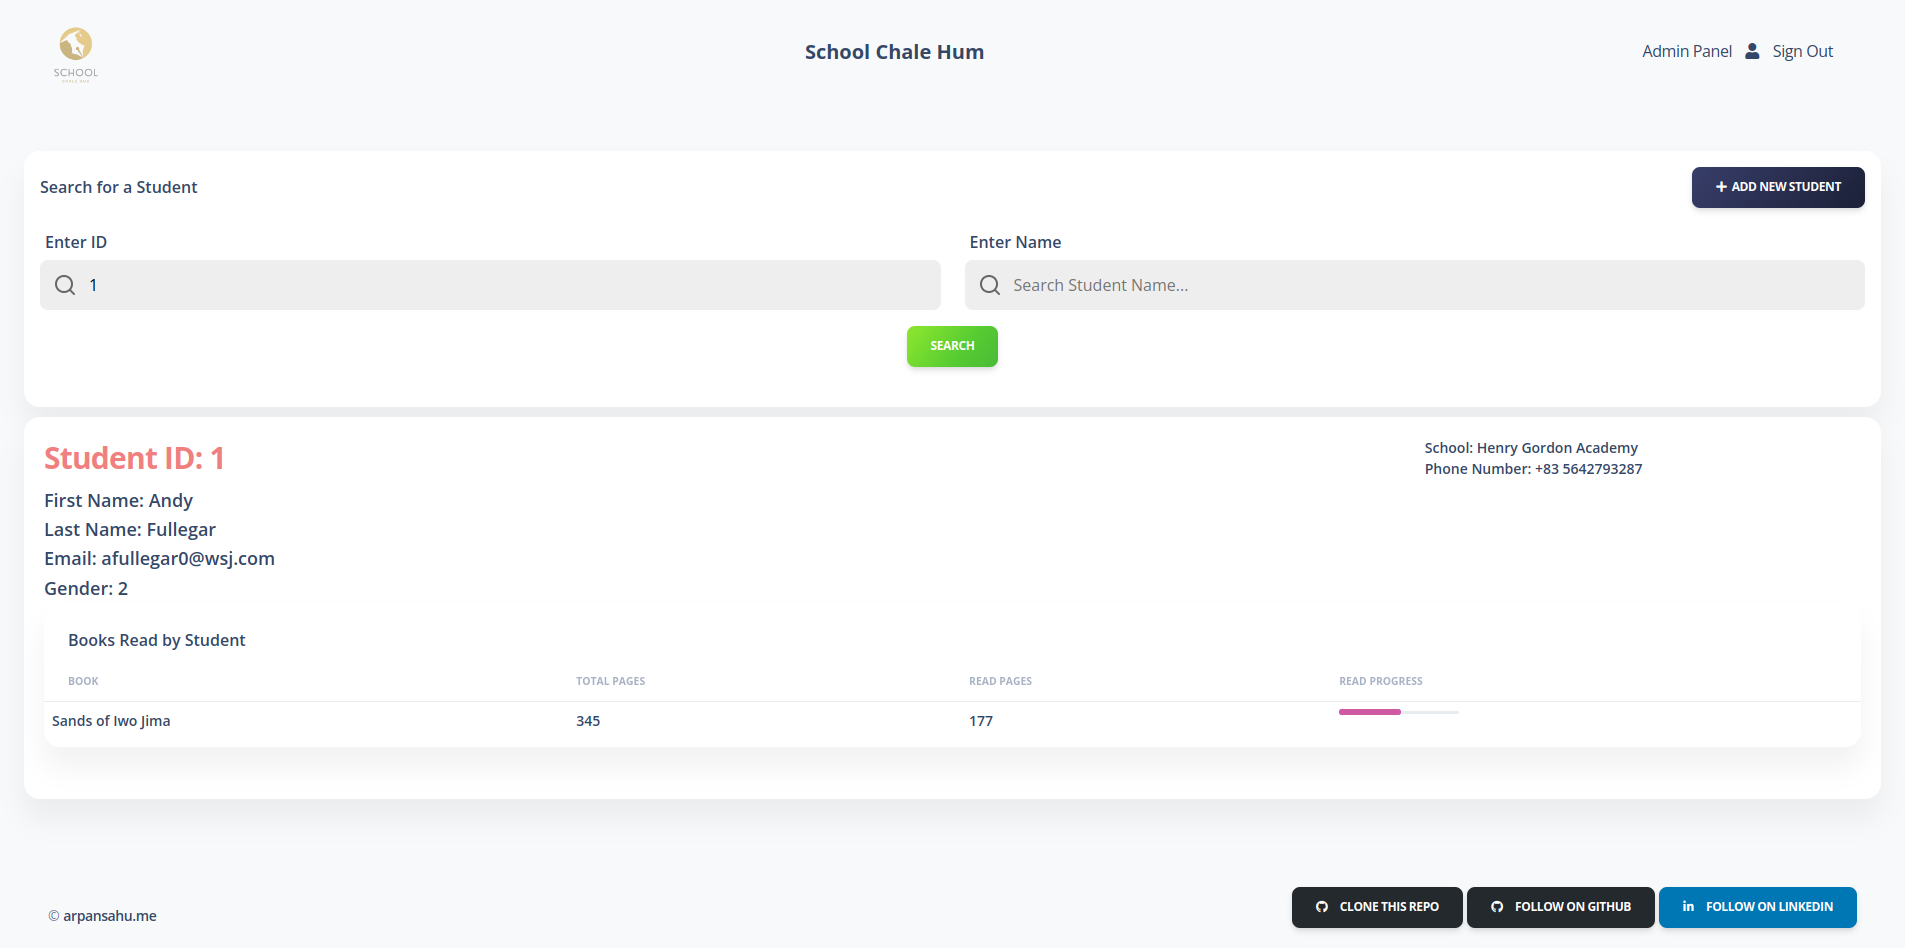 SCHOOL
School Chale Hum
Admin Panel Sign Out
Search for a Student
ADD NEW STUDENT
Enter ID
Enter Name
1
Search Student Name...
SEARCH
Student ID: 1
School: Henry Gordon Academy
Phone Number: +83 5642793287
First Name: Andy
Last Name: Fullegar
Email: afullegar0@wsj.com
Gender: 2
Books Read by Student
BOOK TOTAL PAGES READ PAGES READ PROGRESS
Sands of Iwo Jima 345 177
© arpansahu.me
CLONE THIS REPO
FOLLOW ON GITHUB
in FOLLOW ON LINKEDIN